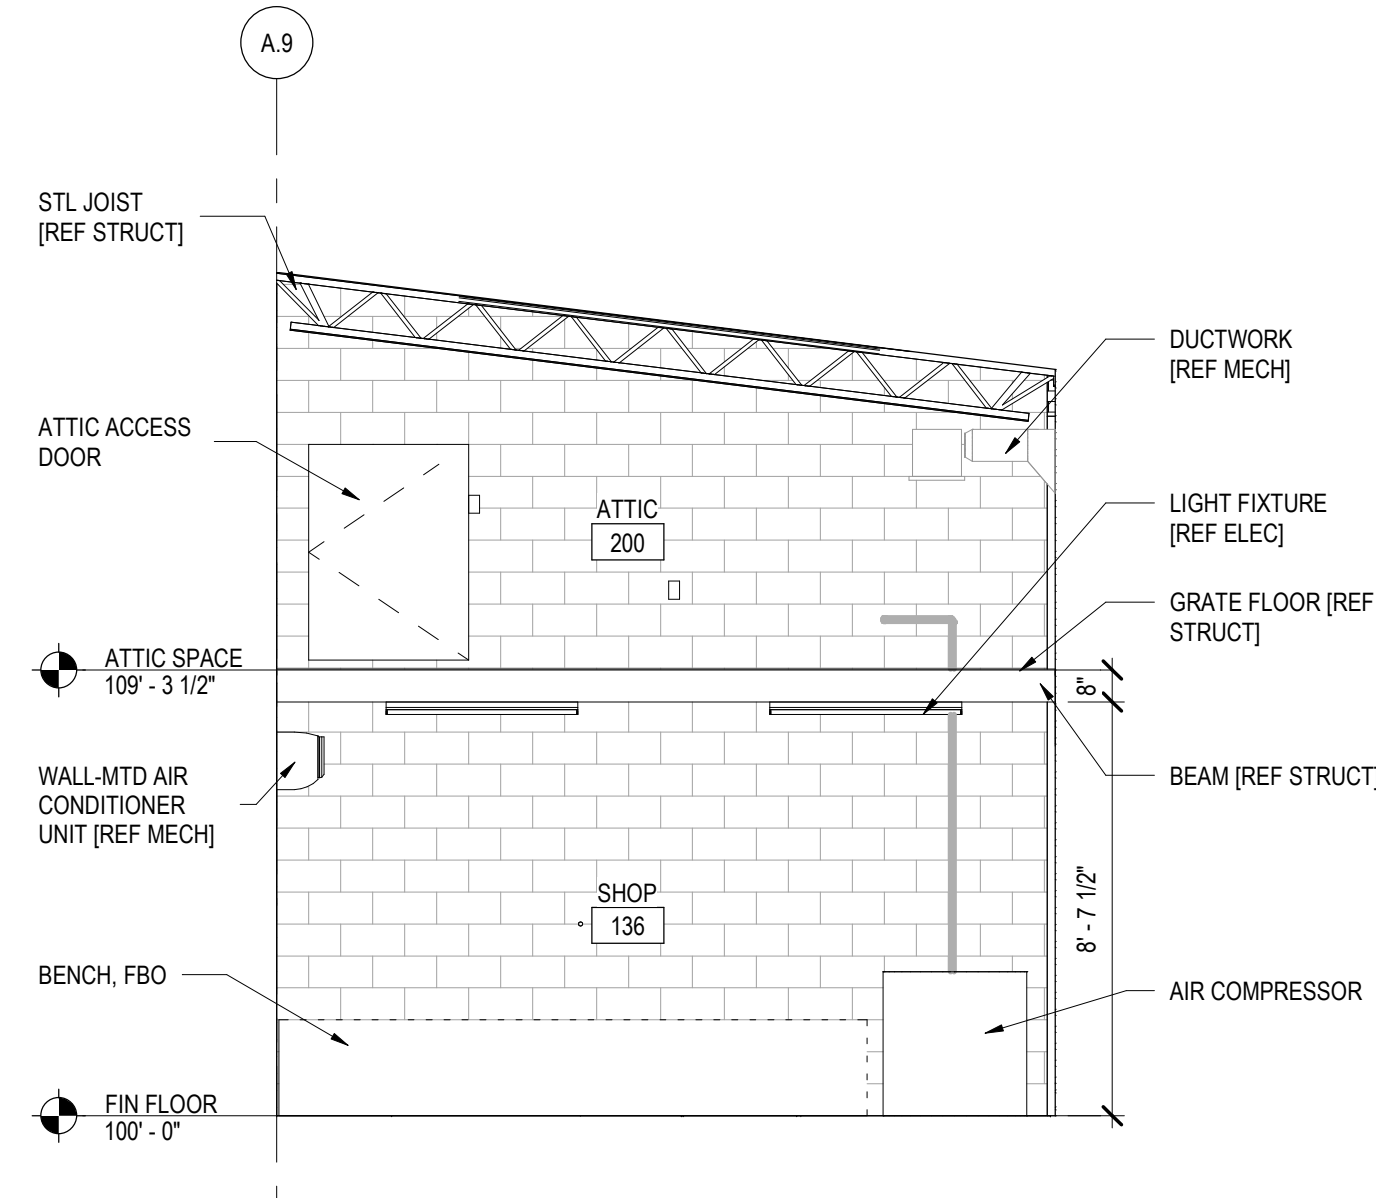 A.9
STL JOIST
[REF STRUCT]
DUCTWORK
[REF MECH]
ATTIC ACCESS
DOOR
LIGHT FIXTURE
[REF ELEC]
ATTIC
200
GRATE FLOOR [REF
STRUCT]
ATTIC SPACE
109' - 3 1/2"
8"
WALL-MTD AIR
CONDITIONER
UNIT [REF MECH]
BEAM [REF STRUCT]
8' - 7 1/2"
SHOP
136
BENCH, FBO
AIR COMPRESSOR
FIN FLOOR
100' - 0"